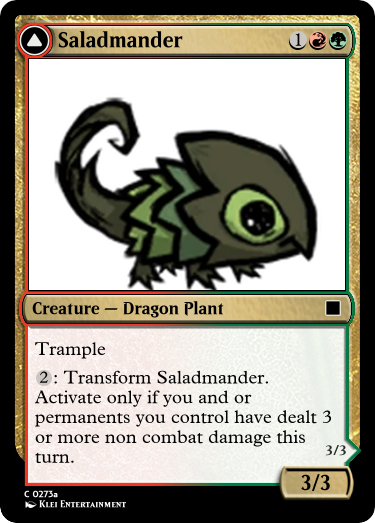 Saladmander 1
Creature — Dragon Plant
Trample
2: Transform Saladmander.
Activate only if you and or
permanents you control have dealt 3
or more non combat damage this
turn.
3/3
3/3
C 0273a
Klei Entertainment